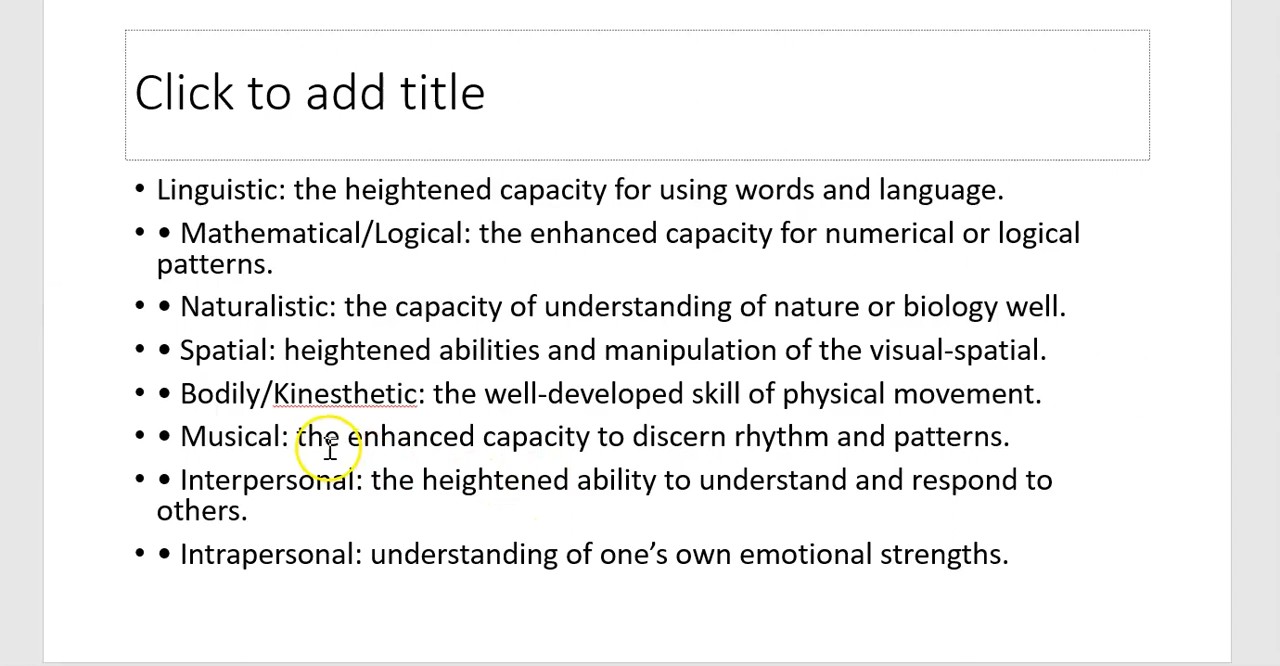 Click to add title
• Linguistic: the heightened capacity for using words and language.
• • Mathematical/Logical: the enhanced capacity for numerical or logical
patterns.
• • Naturalistic: the capacity of understanding of nature or biology well.
• • Spatial: heightened abilities and manipulation of the visual-spatial.
• • Bodily/Kinesthetic: the well-developed skill of physical movement.
• • Musical: the enhanced capacity to discern rhythm and patterns.
• • Interpersonal: the heightened ability to understand and respond to
others.
• • Intrapersonal: understanding of one’s own emotional strengths.